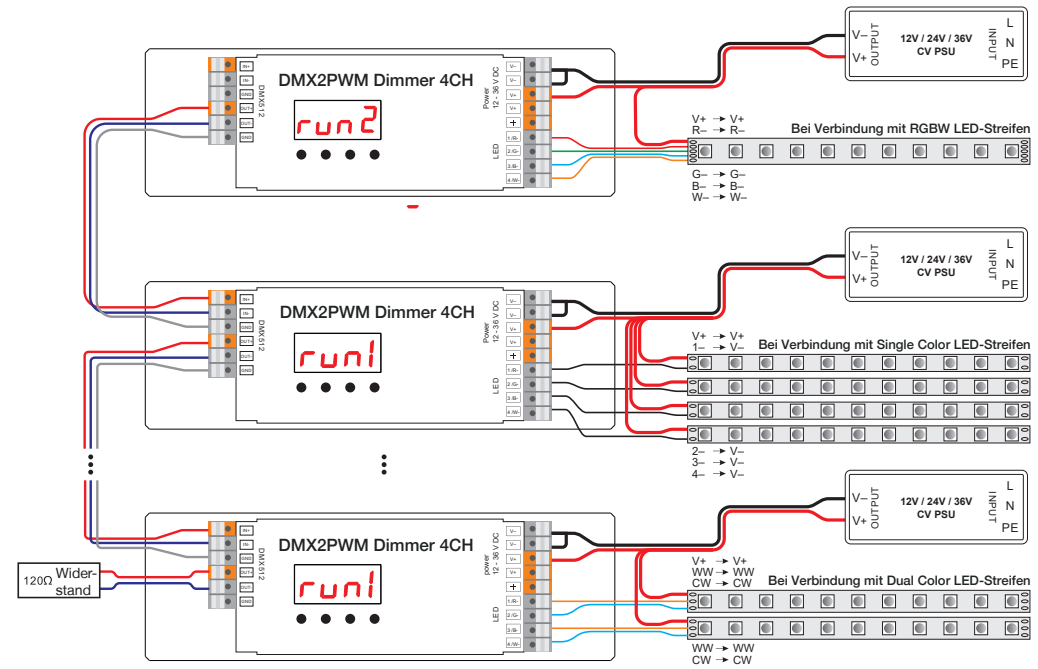 L
N
PE
INPUT
12V / 24V / 36V
CV PSU
V–
V+
OUTPUT
DMX2PWM Dimmer 4CH
run2
IN+
IN-
GND
OUT+
OUT-
GND
DMX512
Power
12 - 36 V DC
LED
V–
V–
V+
V+
+
1/R-
2/G-
3/B-
4/W-
V+ → V+
R– → R–
Bei Verbindung mit RGBW LED-Streifen
G– → G–
B– → B–
W– → W–
L
N
PE
INPUT
12V / 24V / 36V
CV PSU
V–
V+
OUTPUT
DMX2PWM Dimmer 4CH
run1
IN+
IN-
GND
OUT+
OUT-
GND
DMX512
Power
12 - 36 V DC
LED
V–
V–
V+
V+
+
1/R-
2/G-
3/B-
4/W-
V+ → V+
1– → V–
Bei Verbindung mit Single Color LED-Streifen
2– → V–
3– → V–
4– → V–
L
N
PE
INPUT
12V / 24V / 36V
CV PSU
V–
V+
OUTPUT
DMX2PWM Dimmer 4CH
run1
IN+
IN-
GND
OUT+
OUT-
GND
DMX512
power
12 - 36 V DC
LED
V–
V–
V+
V+
+
1/R-
2/G-
3/B-
4/W-
120Ω Wider-
stand
V+ → V+
WW → WW
CW → CW
Bei Verbindung mit Dual Color LED-Streifen
WW → WW
CW → CW